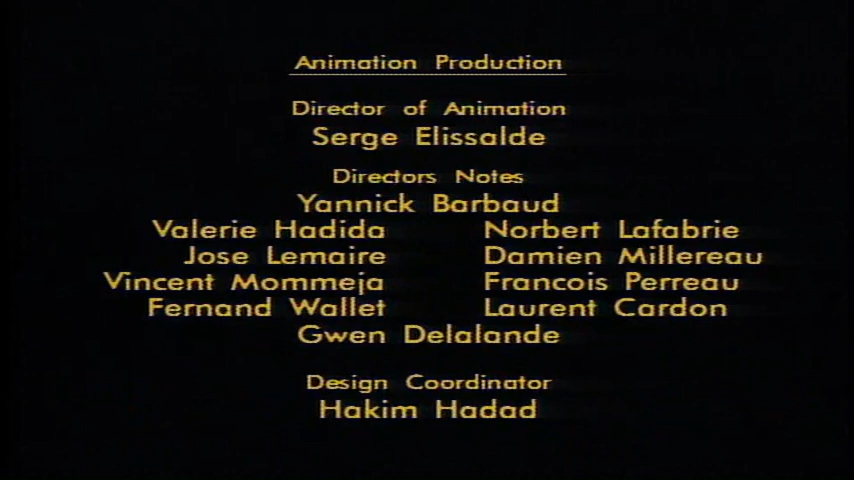 Animation Production
Director of Animation
Serge Elissalde
Directors Notes
Yannick Barbaud
Valerie Hadida Norbert Lafabrie
Jose Lemaire Damien Millereau
Vincent Mommeja Francois Perreau
Fernand Wallet Laurent Cardon
Gwen Delalande
Design Coordinator
Hakim Hadad